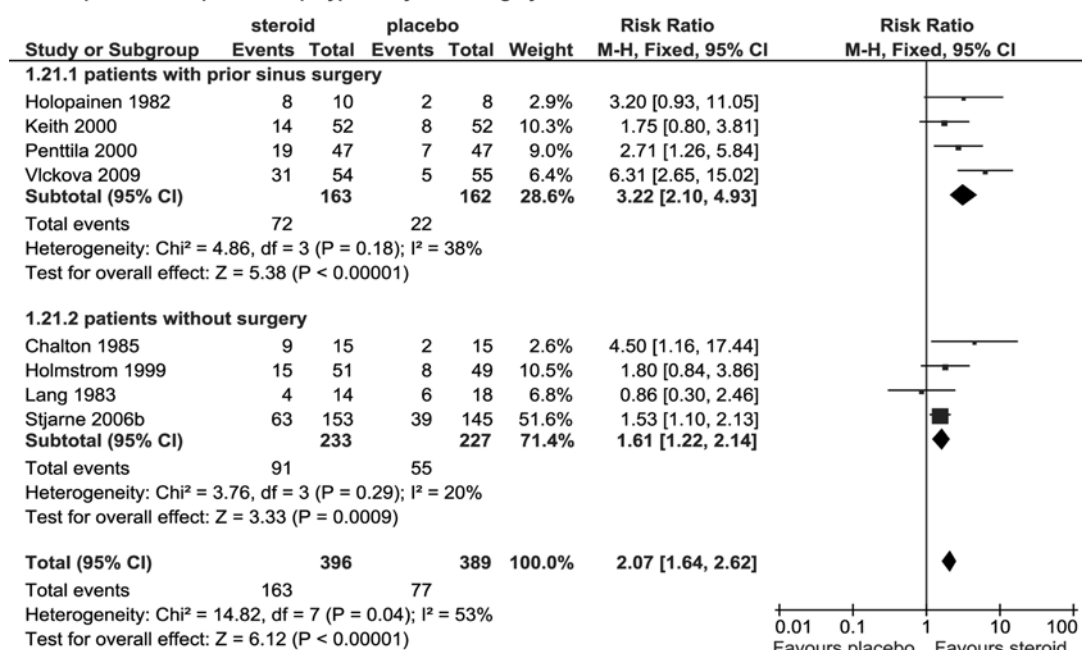 steroid placebo Risk Ratio Risk Ratio
Study or Subgroup Events Total Events Total Weight M-H, Fixed, 95% CI M-H, Fixed, 95% CI
1.21.1 patients with prior sinus surgery
Holopainen 1982 8 10 2 8 2.9% 3.20 [0.93, 11.05]
Keith 2000 14 52 8 52 10.3% 1.75 [0.80, 3.81]
Penttila 2000 19 47 7 47 9.0% 2.71 [1.26, 5.84]
Vlckova 2009 31 54 5 55 6.4% 6.31 [2.65, 15.02]
Subtotal (95% CI) 163 162 28.6% 3.22 [2.10, 4.93]
Total events 72 22
Heterogeneity: Chi² = 4.86, df = 3 (P = 0.18); I² = 38%
Test for overall effect: Z = 5.38 (P < 0.00001)
1.21.2 patients without surgery
Chalton 1985 9 15 2 15 2.6% 4.50 [1.16, 17.44]
Holmstrom 1999 15 51 8 49 10.5% 1.80 [0.84, 3.86]
Lang 1983 4 14 6 18 6.8% 0.86 [0.30, 2.46]
Stjarne 2006b 63 153 39 145 51.6% 1.53 [1.10, 2.13]
Subtotal (95% CI) 233 227 71.4% 1.61 [1.22, 2.14]
Total events 91 55
Heterogeneity: Chi² = 3.76, df = 3 (P = 0.29); I² = 20%
Test for overall effect: Z = 3.33 (P = 0.0009)
Total (95% CI) 396 389 100.0% 2.07 [1.64, 2.62]
Total events 163 77
Heterogeneity: Chi² = 14.82, df = 7 (P = 0.04); I² = 53%
Test for overall effect: Z = 6.12 (P < 0.00001)
0.01 0.1 1 10 100
Favours placebo Favours steroid